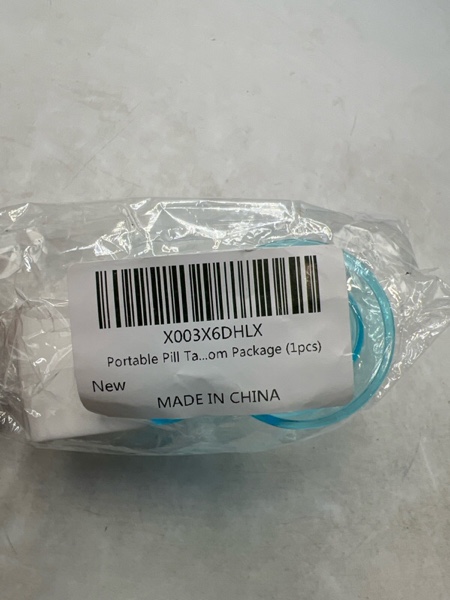 X003X6DHLX
Portable Pill Ta...om Package (1pcs)
New
MADE IN CHINA